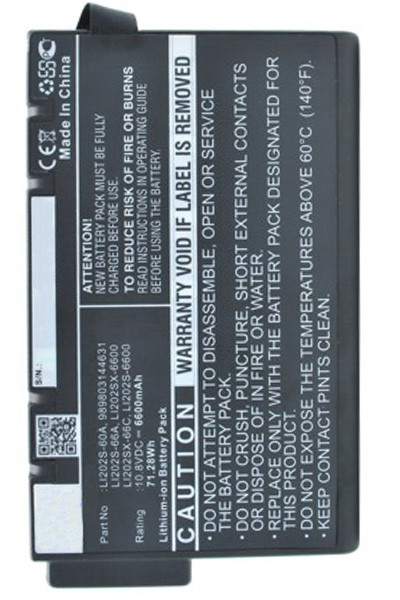 Part No :LI202S-60A, 989803144631
LI202S-66A, LI202SX-6600
LI202SX-66C, LI202S-6600
Rating :10.8VDC⎓ 6600mAh
71.28Wh
Lithium-ion Battery Pack
S/N.:
ATTENTION!
NEW BATTERY PACK MUST BE FULLY
CHARGED BEFORE USE.
TO REDUCE RISK OF FIRE OR BURNS
READ INSTRUCTIONS IN OPERATING GUIDE
BEFORE USING THE BATTERY.
CE
Made In China
CAUTION WARRANTY VOID IF LABEL IS REMOVED
• DO NOT ATTEMPT TO DISASSEMBLE, OPEN OR SERVICE
THE BATTERY PACK.
• DO NOT CRUSH, PUNCTURE, SHORT EXTERNAL CONTACTS
OR DISPOSE OF IN FIRE OR WATER.
• REPLACE ONLY WITH THE BATTERY PACK DESIGNATED FOR
• DO NOT EXPOSE THE TEMPERATURES ABOVE 60°C (140°F).
• KEEP CONTACT PINTS CLEAN.